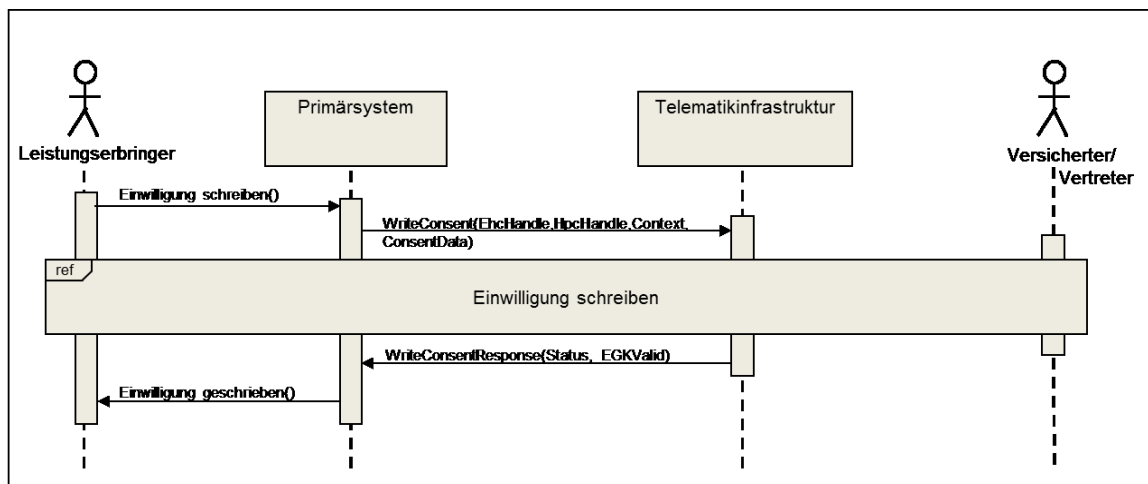 Primärsystem
Telematikinfrastruktur
Leistungserbringer
Versicherter/
Vertreter
Einwilligung schreiben()
WriteConsent(EhcHandle,HpcHandle,Context,
ConsentData)
ref
Einwilligung schreiben
WriteConsentResponse(Status, EGKValid)
Einwilligung geschrieben()